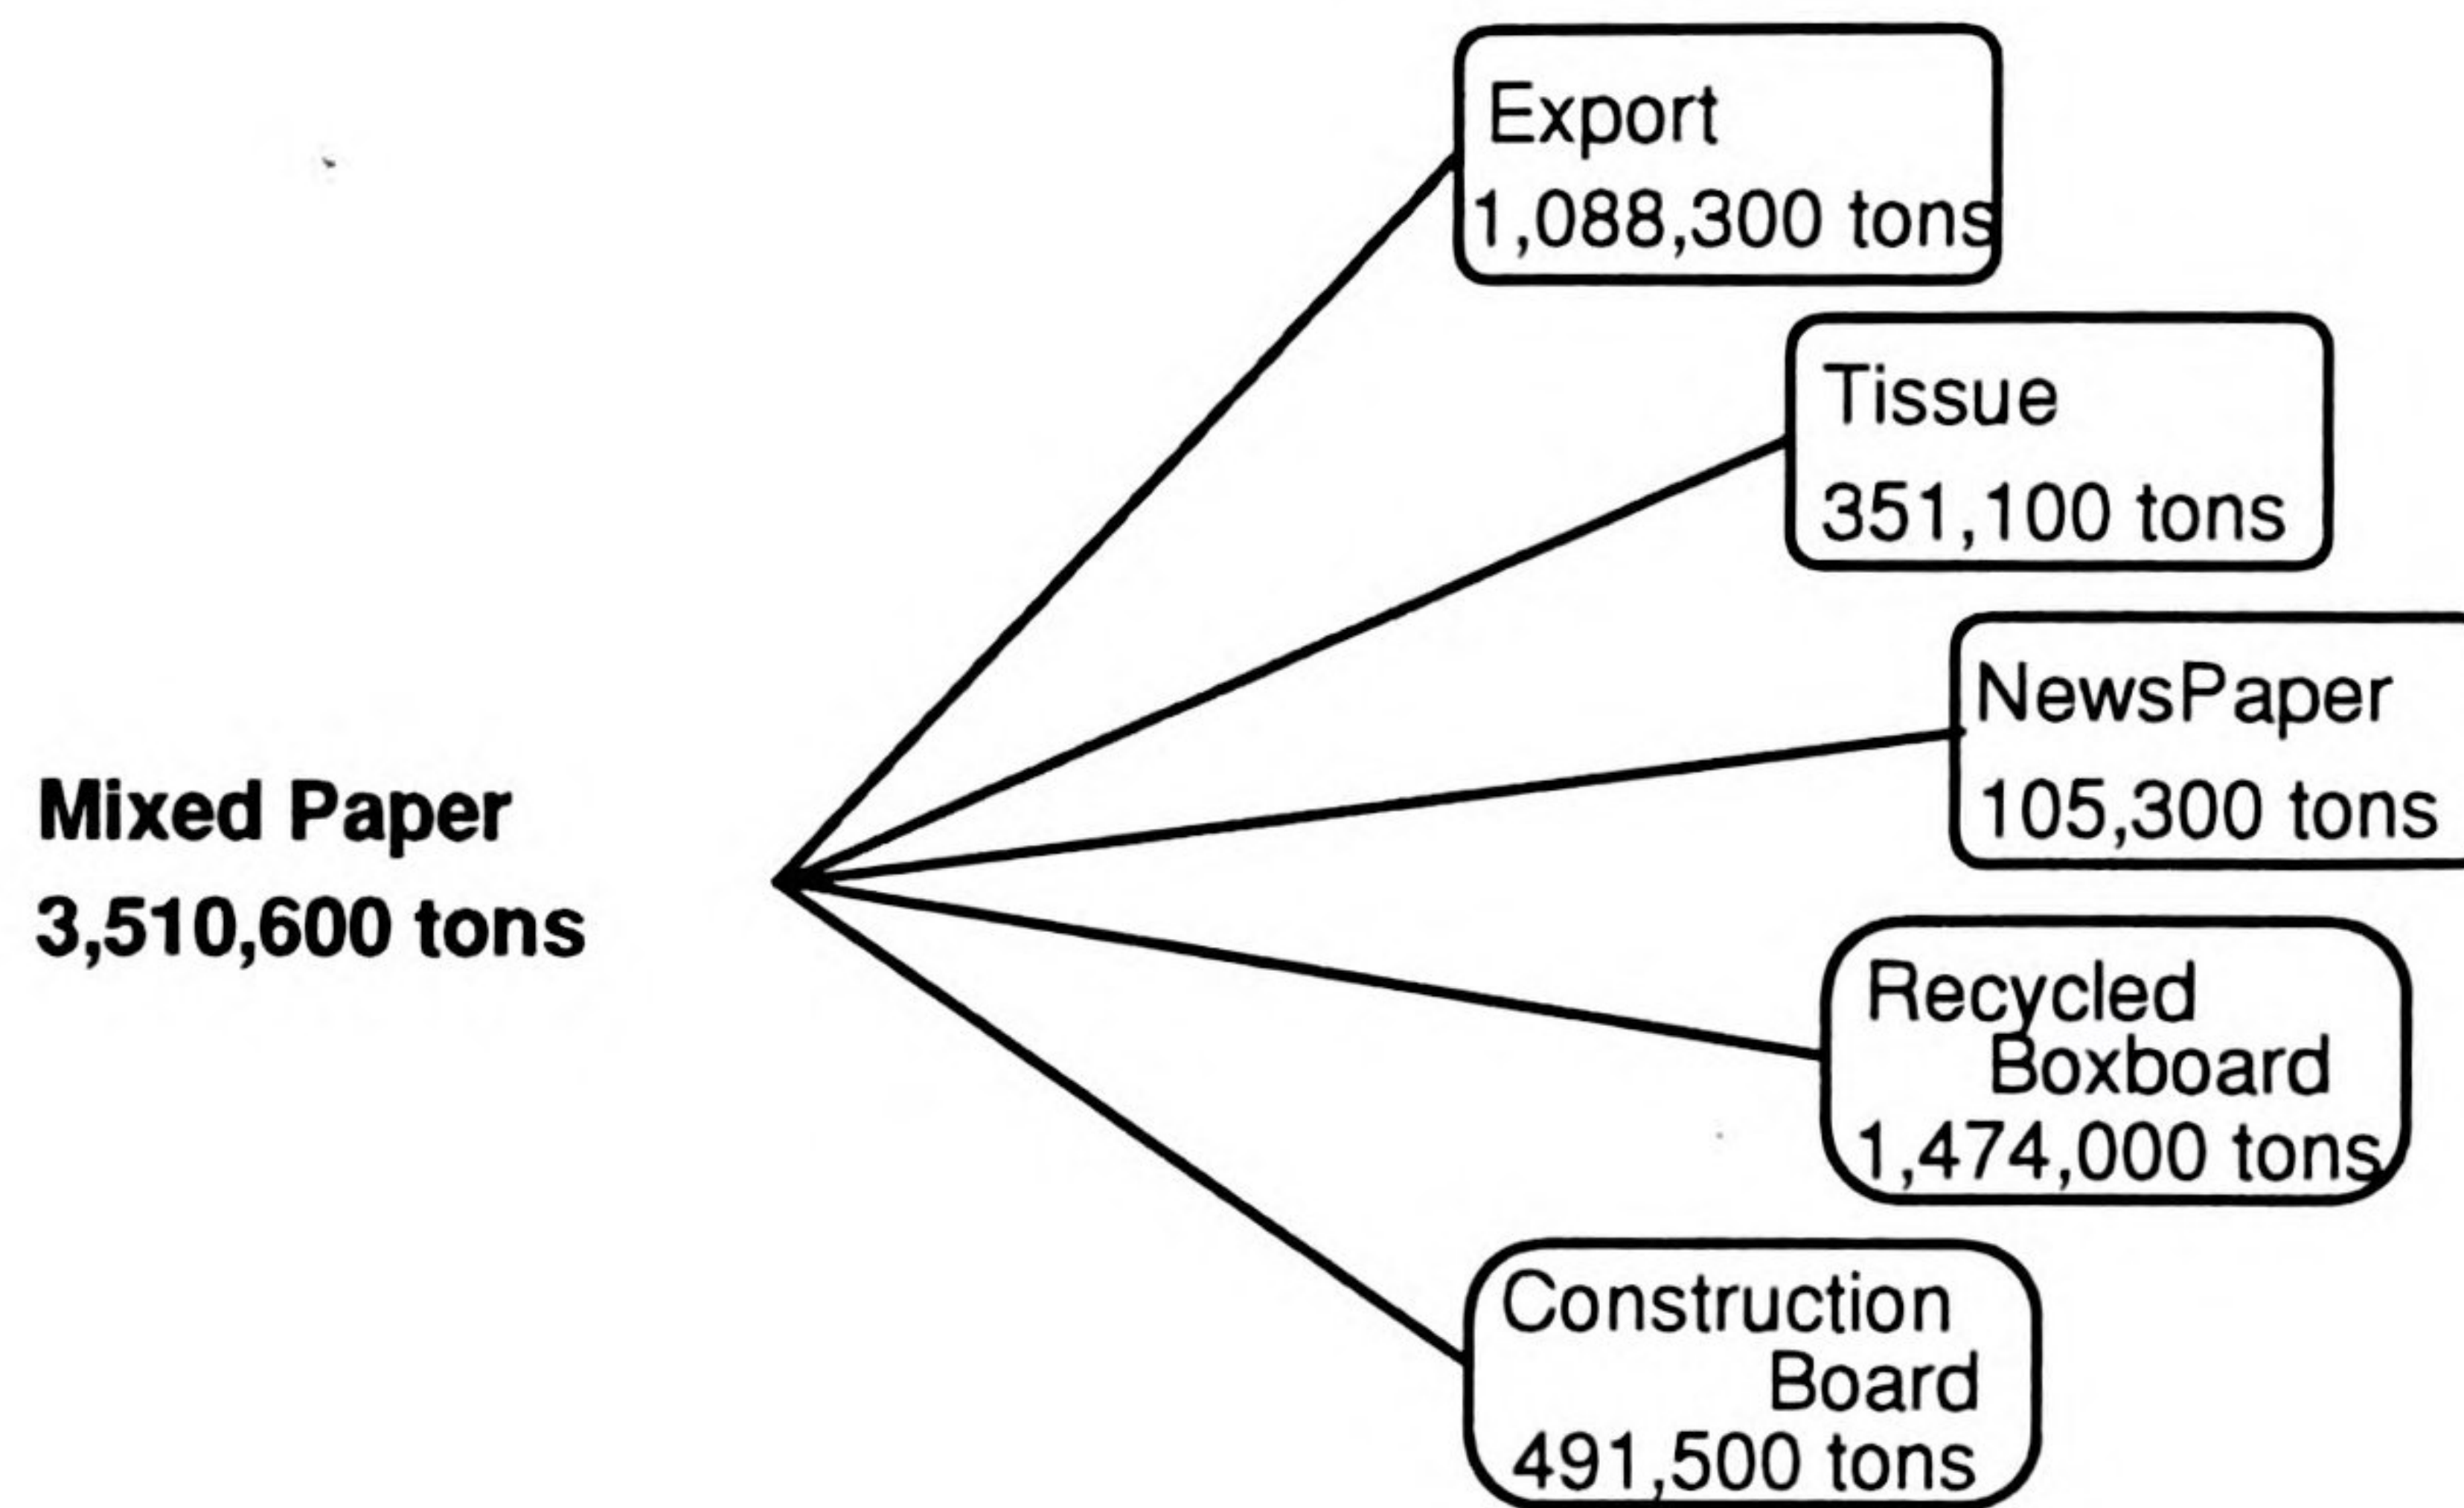 Export
1,088,300 tons
Tissue
351,100 tons
NewsPaper
105,300 tons
Mixed Paper
3,510,600 tons
Recycled
Boxboard
1,474,000 tons
Construction
Board
491,500 tons